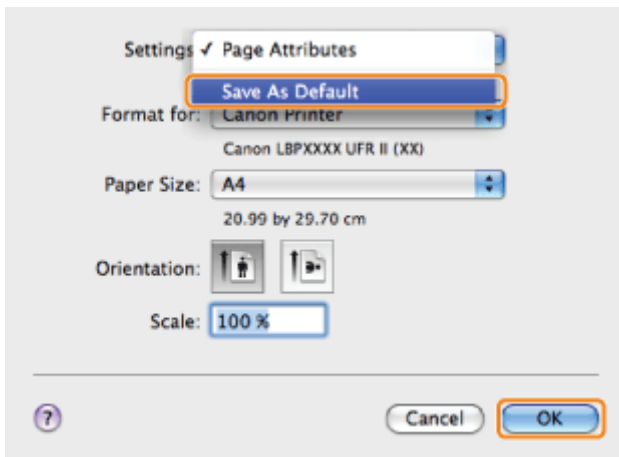 Settings ✓ Page Attributes
Save As Default
Format for: Canon Printer
Canon LBPXXXX UFR II (XX)
Paper Size: A4
20.99 by 29.70 cm
Orientation:
Scale: 100 %
? Cancel OK